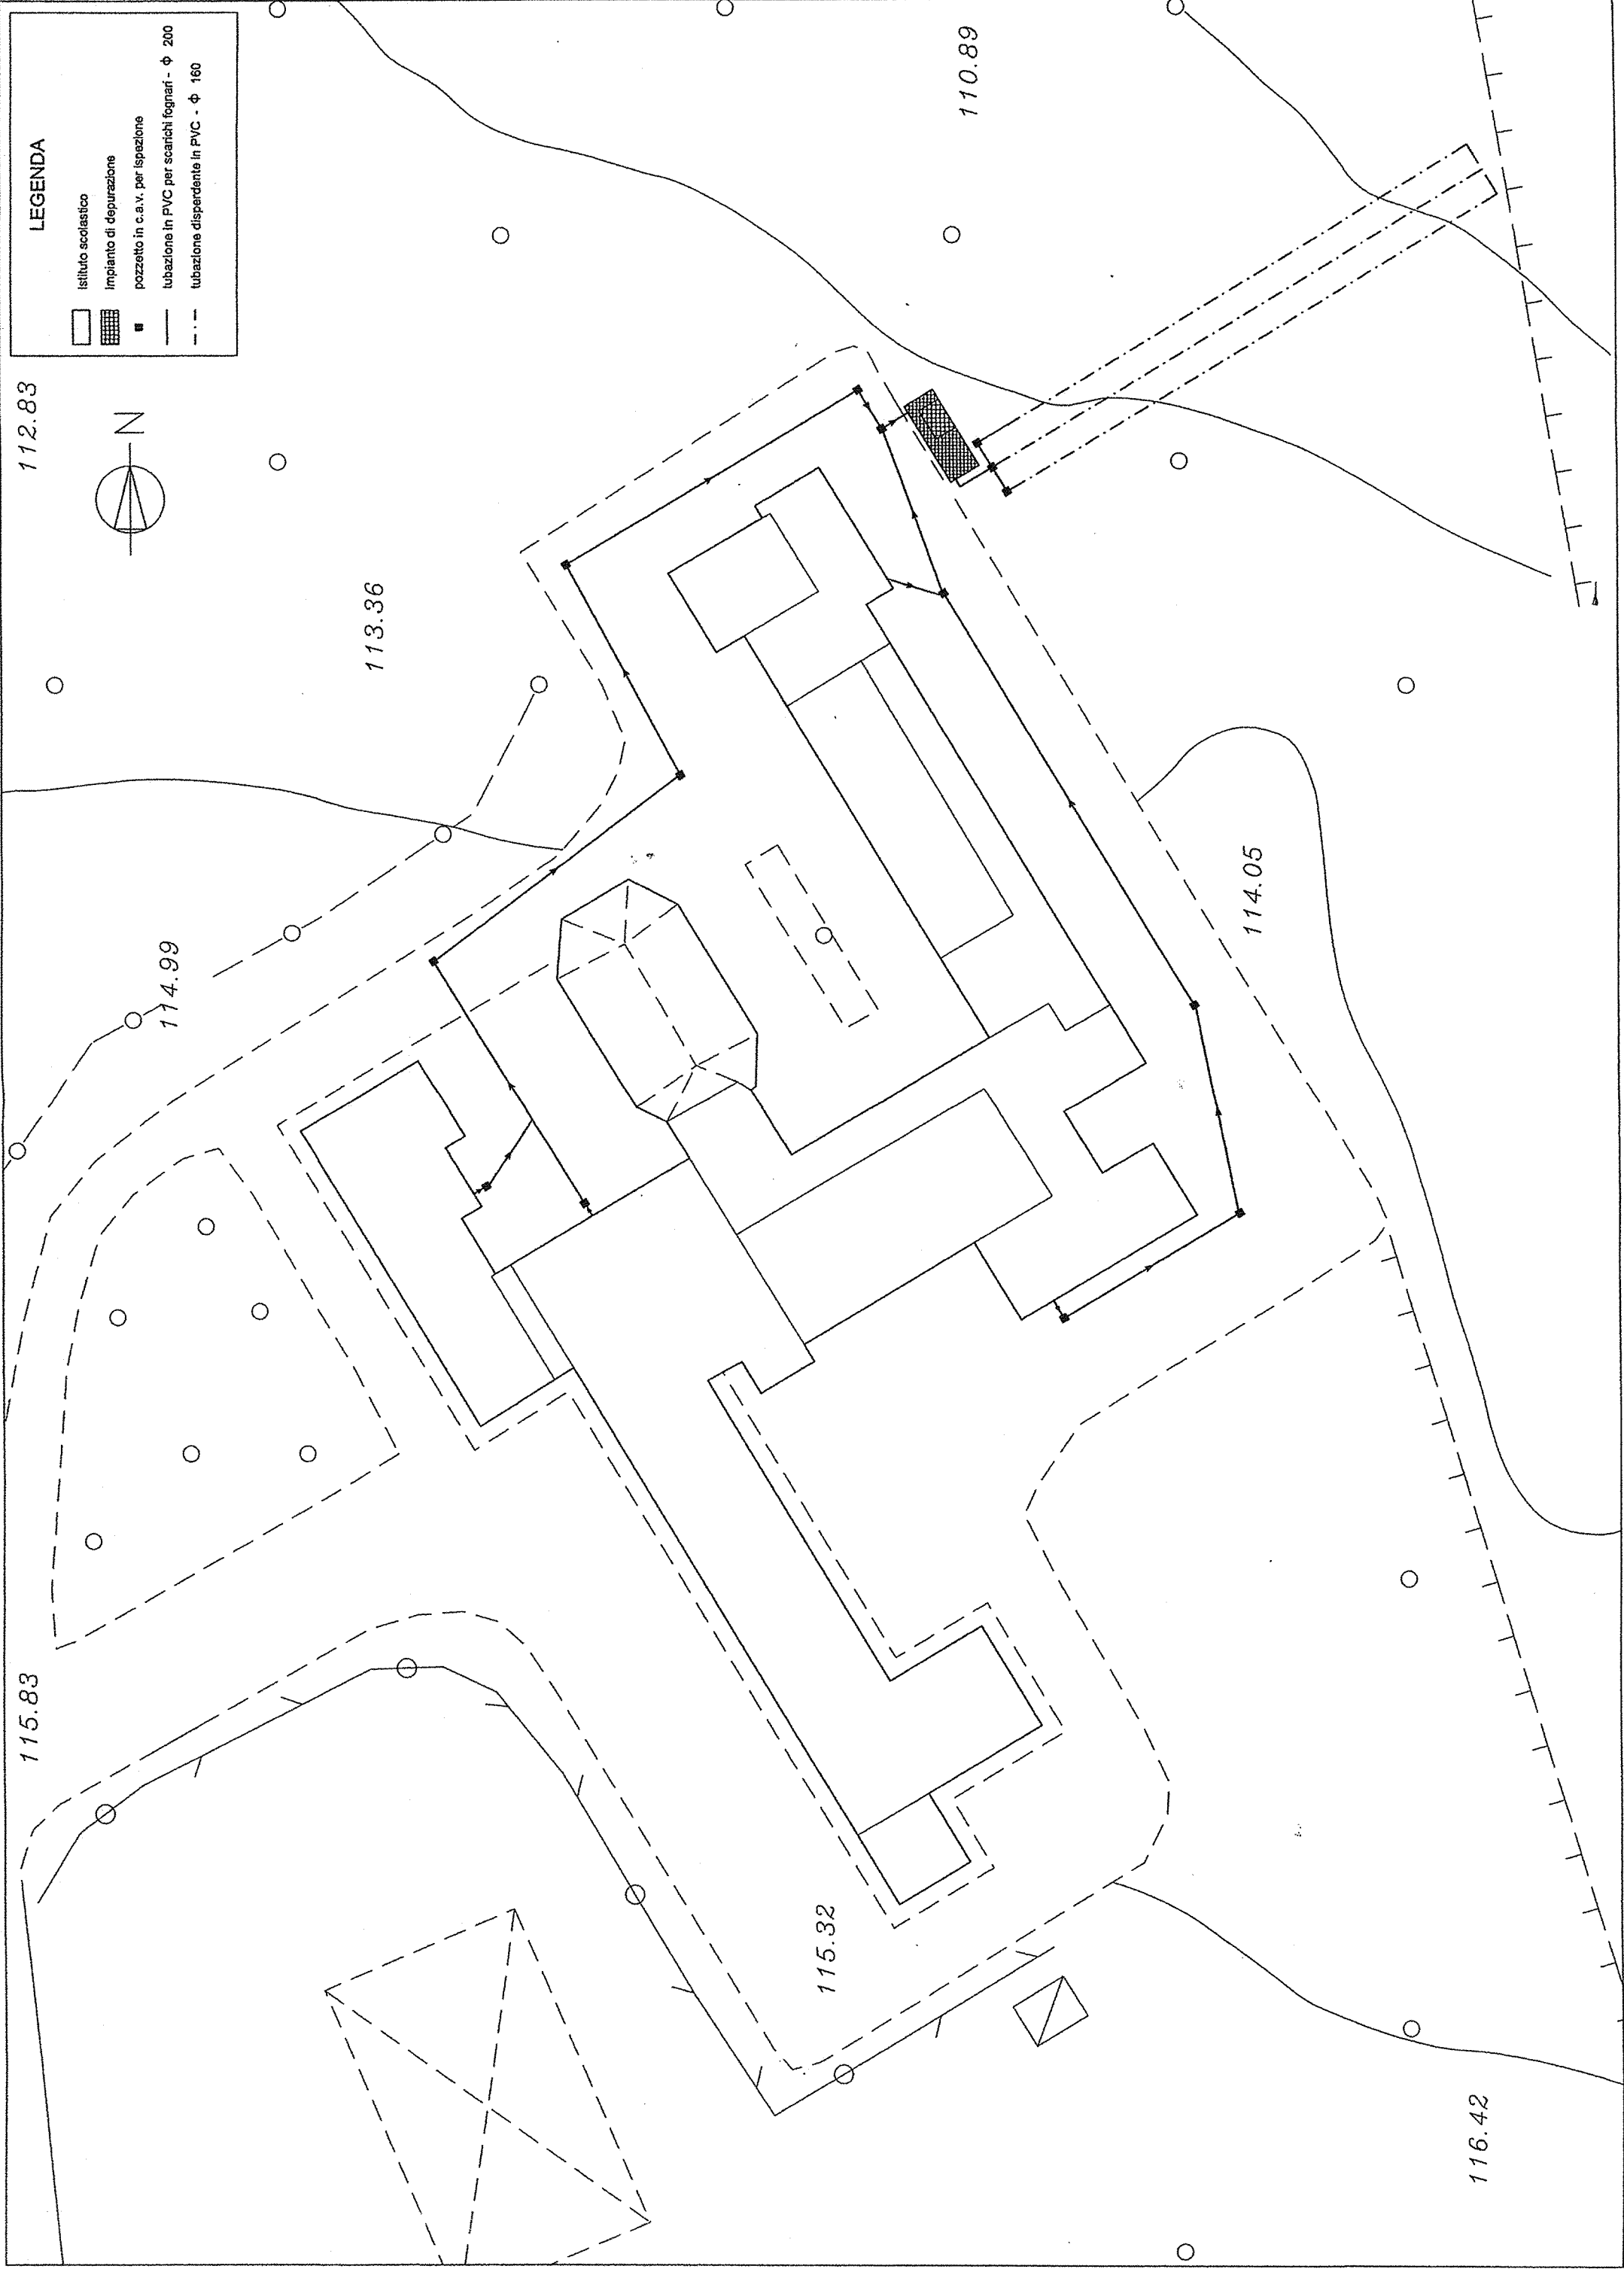 LEGENDA
Istituto scolastico
Impianto di depurazione
pozzetto in c.a.v. per ispezione
tubazione in PVC per scarichi fognari - Φ 200
tubazione disperdente in PVC - Φ 160
N
112.83
110.89
113.36
114.99
114.05
115.83
115.32
116.42